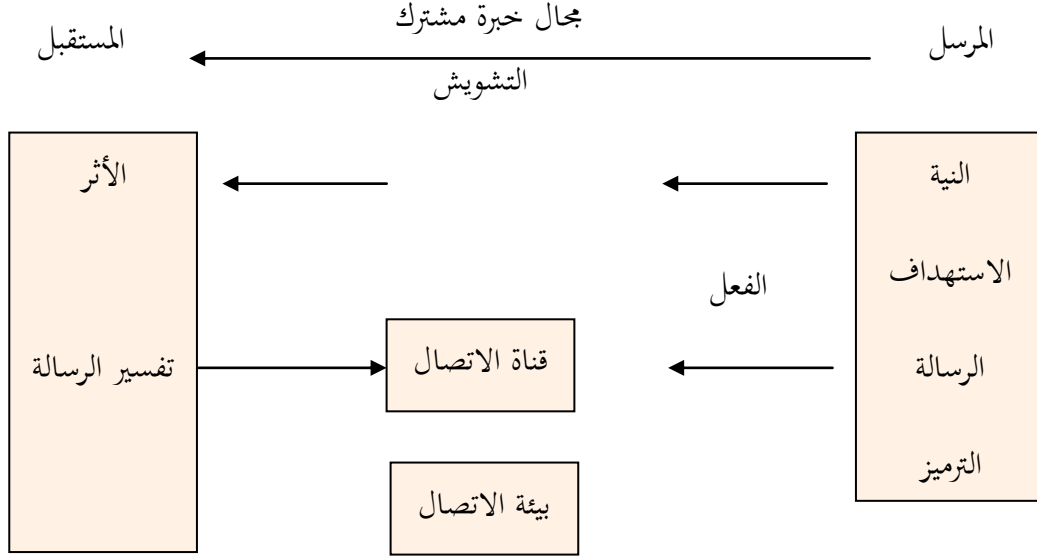 مجال خبرة مشترك
المرسل
المستقبل
التشويش
النية
الاستهداف
الرسالة
الترميز
الفعل
قناة الاتصال
بيئة الاتصال
الأثر
تفسير الرسالة